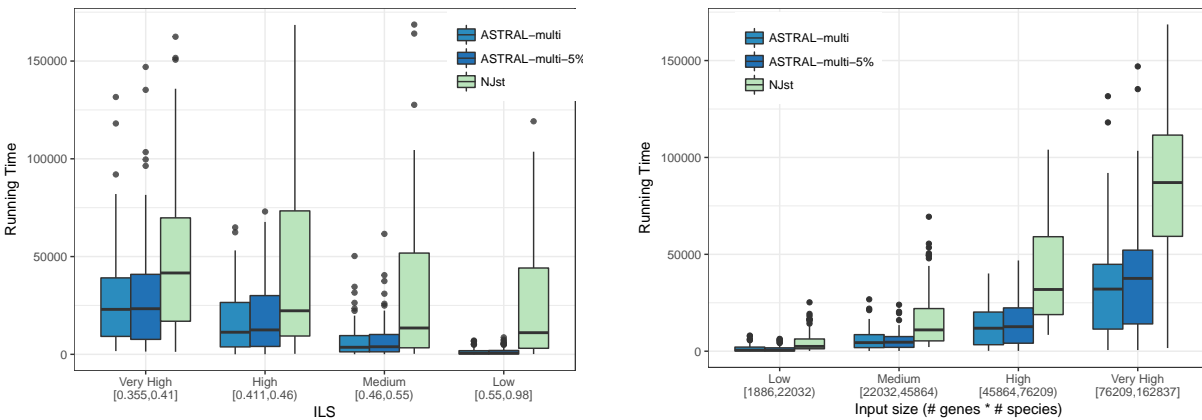 ASTRAL−multi
ASTRAL−multi−5%
NJst
150000
100000
50000
0
Running Time
Very High
[0.355,0.41]
High
[0.411,0.46)
Medium
[0.46,0.55)
Low
[0.55,0.98]
ILS
ASTRAL−multi
ASTRAL−multi−5%
NJst
150000
100000
50000
0
Running Time
Low
[1886,22032)
Medium
[22032,45864)
High
[45864,76209)
Very High
[76209,162837]
Input size (# genes * # species)